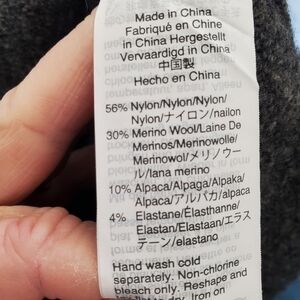 Made in China
Fabriqué en Chine
in China Hergestellt
Vervaardigd in China
中国製
Hecho en China
56% Nylon/Nylon/Nylon/
Nylon/ナイロン/nailon
30% Merino Wool/Laine De
Merinos/Merinowolle/
Merinowol/メリノウー
ル/lana merino
10% Alpaca/Alpaga/Alpaka/
Alpaca/アルパカ/alpaca
4% Elastane/Élasthanne/
Elastan/Elastaan/エラス
テーン/elastano
Hand wash cold
separately. Non-chlorine
bleach only. Reshape and
dry. Iron on